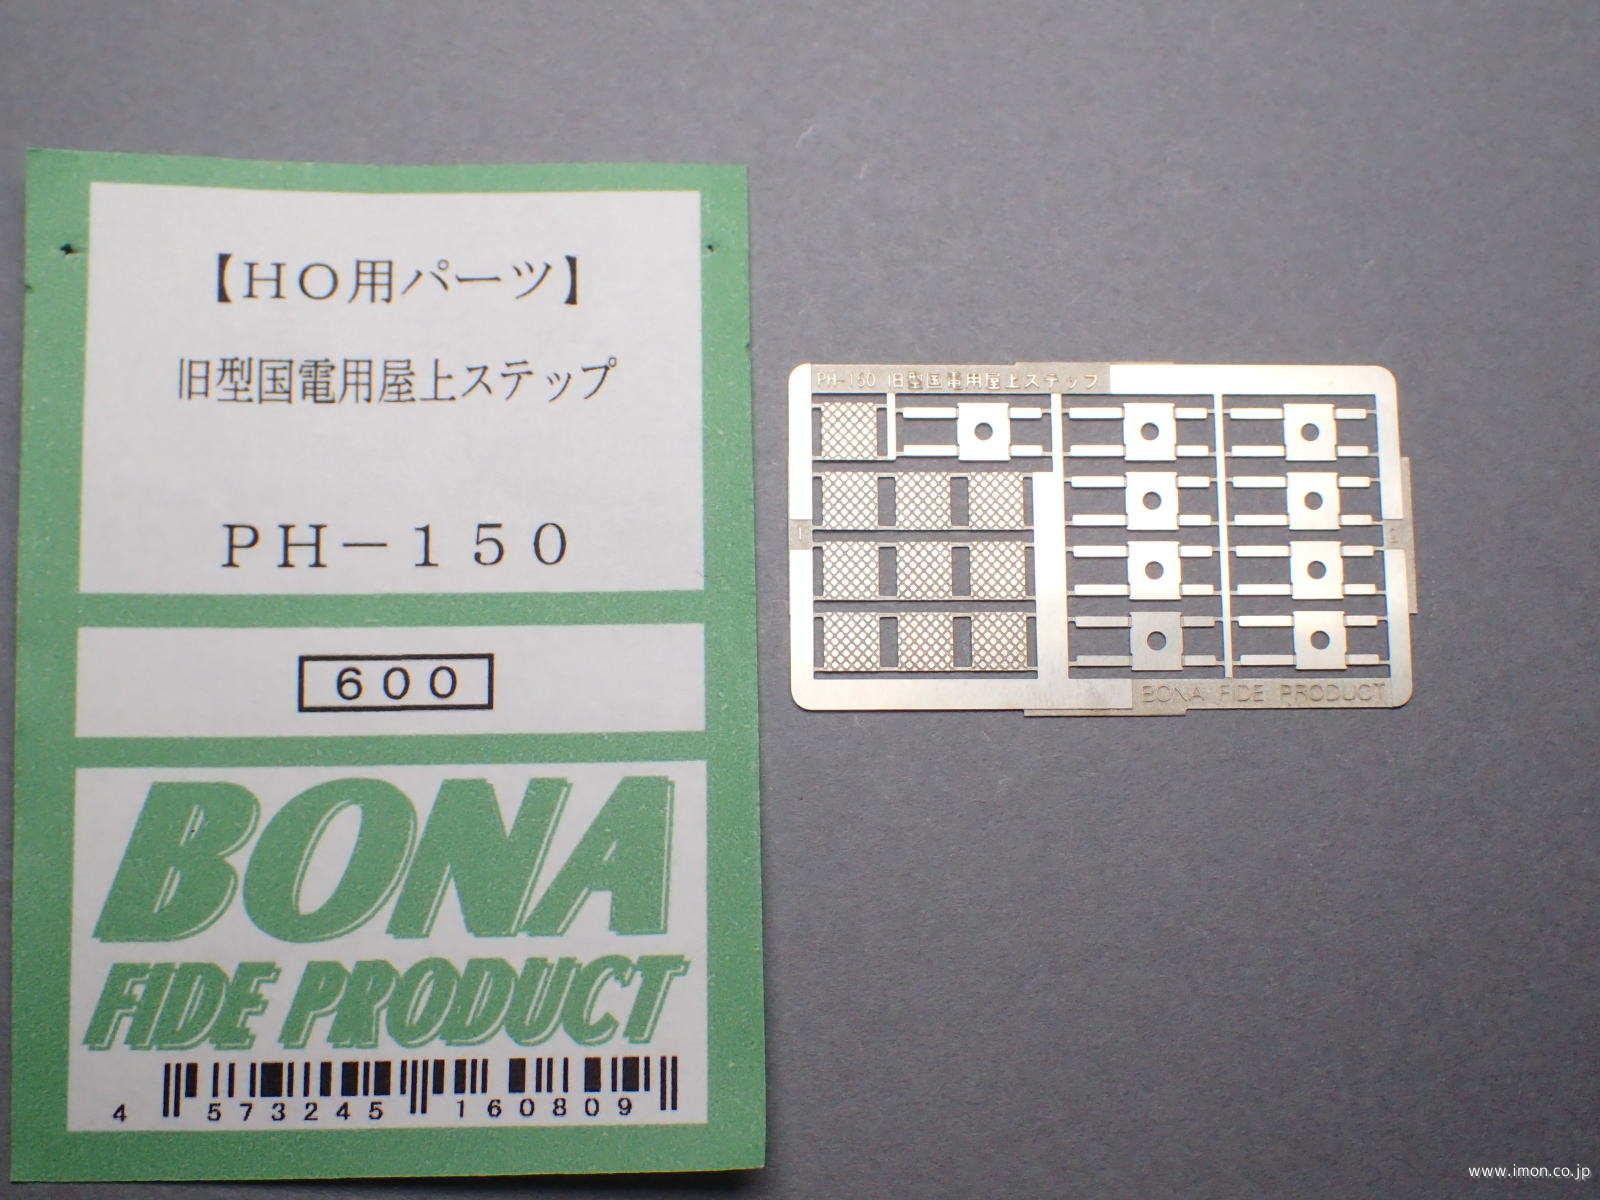 【ＨＯ用パーツ】
旧型国電用屋上ステップ
ＰＨ－１５０
６００
BONA
FIDE PRODUCT
4 573245 160809
PH-150 旧型国電用屋上ステップ
BONA FIDE PRODUCT
www.imon.co.jp